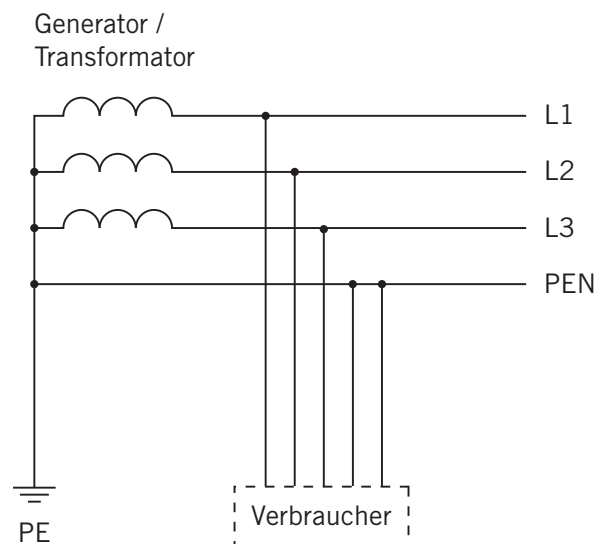 Generator /
Transformator
L1
L2
L3
PEN
Verbraucher
PE